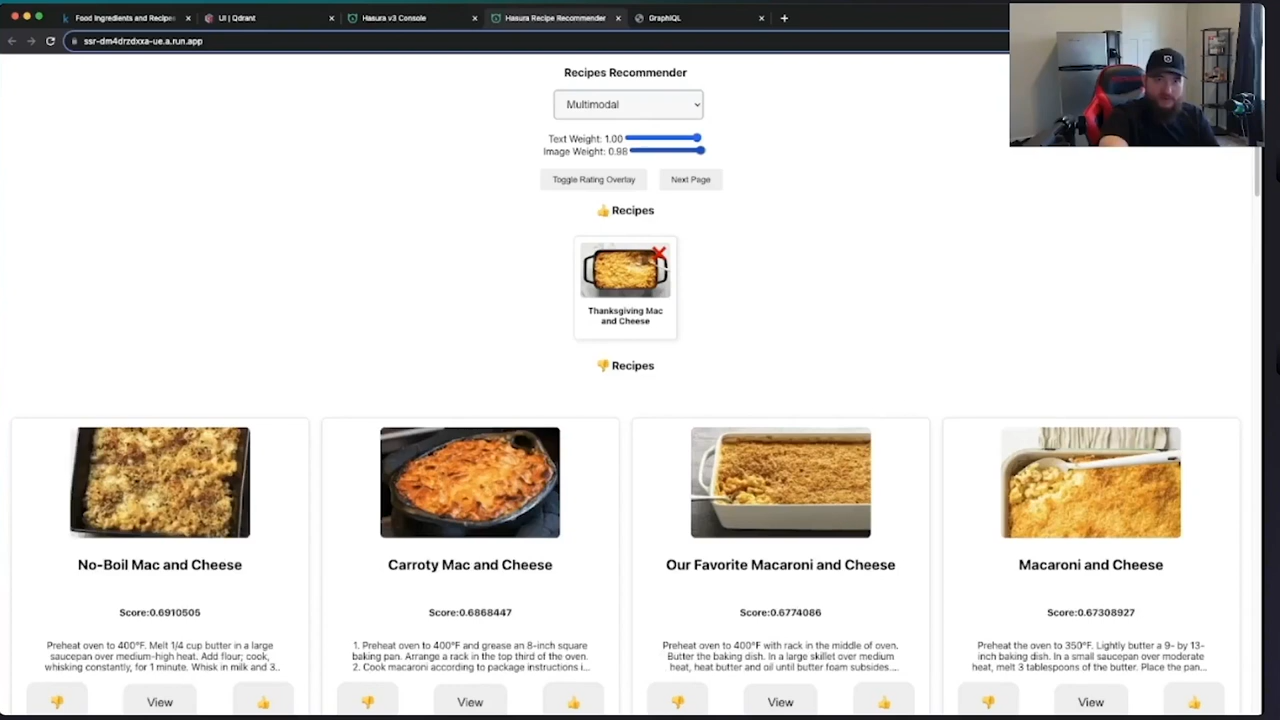 Food Ingredients and Recipe
UI | Qdrant
Hasura v3 Console
Hasura Recipe Recommender
GraphiQL
ssr-dm4drzdxxa-ue.a.run.app
Recipes Recommender
Multimodal
Text Weight: 1.00
Image Weight: 0.98
Toggle Rating Overlay
Next Page
👍 Recipes
Thanksgiving Mac
and Cheese
👎 Recipes
No-Boil Mac and Cheese
Score:0.6910505
Preheat oven to 400°F. Melt 1/4 cup butter in a large
saucepan over medium-high heat. Add flour; cook,
whisking constantly, for 1 minute. Whisk in milk and 3...
View
Carroty Mac and Cheese
Score:0.6868447
1. Preheat oven to 400°F and grease an 8-inch square
baking pan. Arrange a rack in the top third of the oven.
2. Cook macaroni according to package instructions i...
View
Our Favorite Macaroni and Cheese
Score:0.6774086
Preheat oven to 400°F with rack in the middle of oven.
Butter the baking dish. In a large skillet over medium
heat, heat butter and oil until butter foam subsides....
View
Macaroni and Cheese
Score:0.67308927
Preheat the oven to 350°F. Lightly butter a 9- by 13-
inch baking dish. In a small saucepan over moderate
heat, melt 3 tablespoons of the butter. Place the pan...
View